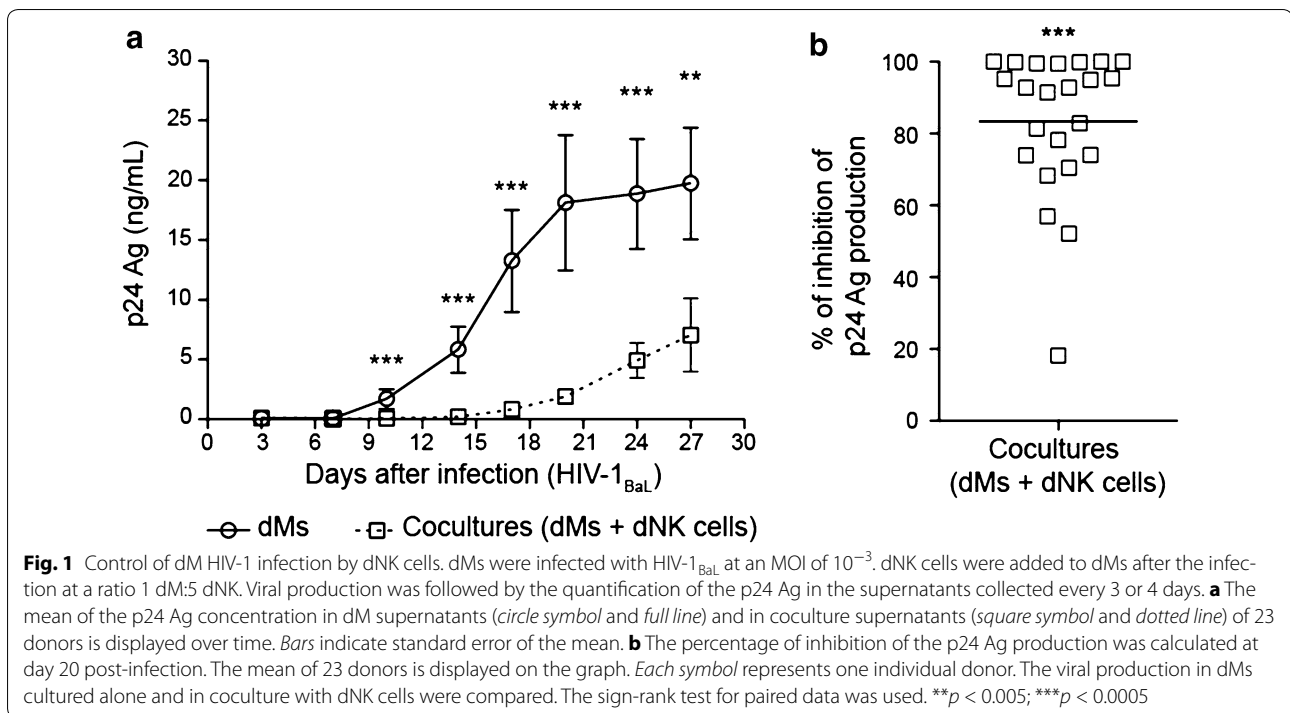 a
30
25
20
15
10
5
0
p24 Ag (ng/mL)
***
***
***
***
***
**
0 3 6 9 12 15 18 21 24 27 30
Days after infection (HIV-1BaL)
dMs Cocultures (dMs + dNK cells)
b
***
100
80
60
40
20
0
% of inhibition of
p24 Ag production
Cocultures
(dMs + dNK cells)
Fig. 1 Control of dM HIV-1 infection by dNK cells. dMs were infected with HIV-1BaL at an MOI of 10−3. dNK cells were added to dMs after the infec-
tion at a ratio 1 dM:5 dNK. Viral production was followed by the quantification of the p24 Ag in the supernatants collected every 3 or 4 days. a The
mean of the p24 Ag concentration in dM supernatants (circle symbol and full line) and in coculture supernatants (square symbol and dotted line) of 23
donors is displayed over time. Bars indicate standard error of the mean. b The percentage of inhibition of the p24 Ag production was calculated at
day 20 post-infection. The mean of 23 donors is displayed on the graph. Each symbol represents one individual donor. The viral production in dMs
cultured alone and in coculture with dNK cells were compared. The sign-rank test for paired data was used. **p < 0.005; ***p < 0.0005